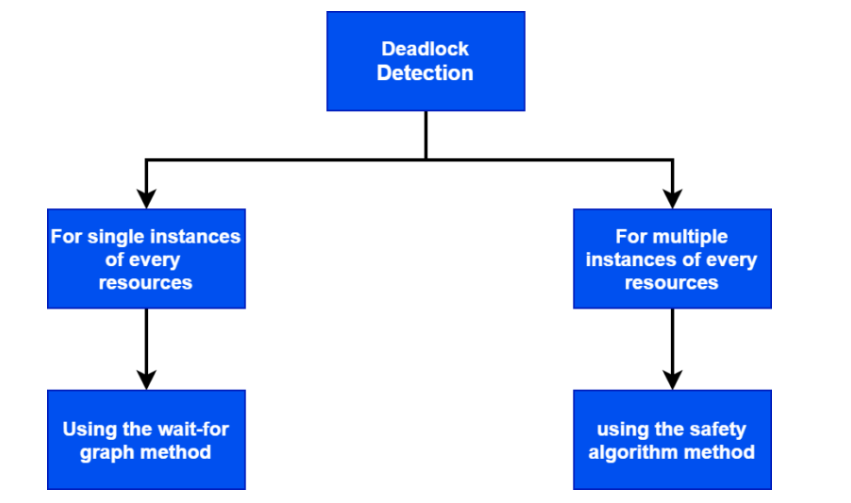 Deadlock
Detection
For single instances
of every
resources
For multiple
instances of every
resources
Using the wait-for
graph method
using the safety
algorithm method